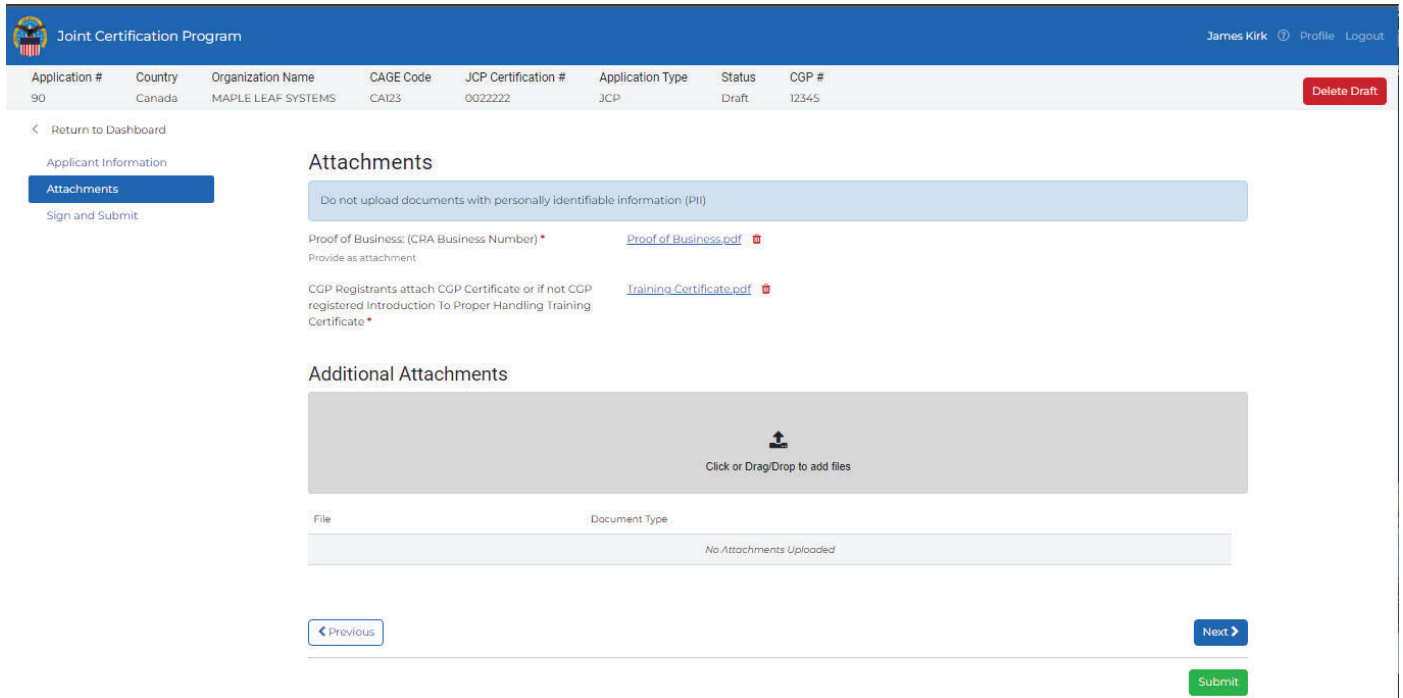 Joint Certification Program
James Kirk Profile Logout
Application # Country Organization Name CAGE Code JCP Certification # Application Type Status CGP #
90 Canada MAPLE LEAF SYSTEMS CA123 0022222 JCP Draft 12345
Delete Draft
Return to Dashboard
Applicant Information
Attachments
Sign and Submit
Attachments
Do not upload documents with personally identifiable information (PII)
Proof of Business: (CRA Business Number) * Proof of Business.pdf
Provide as attachment
CGP Registrants attach CGP Certificate or if not CGP Training Certificate.pdf
registered Introduction To Proper Handling Training
Certificate *
Additional Attachments
Click or Drag/Drop to add files
File Document Type
No Attachments Uploaded
Previous Next
Submit